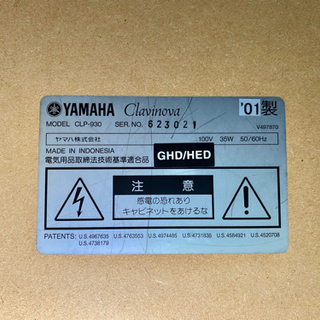 YAMAHA Clavinova '01製
MODEL CLP-930 SER. NO. 623021 V497870
ヤマハ株式会社 100V 35W 50/60Hz
MADE IN INDONESIA
電気用品取締法技術基準適合品 GHD/HED
注 意
感電の恐れあり
キャビネットをあけるな
PATENTS: U.S.4967635 U.S.4763553 U.S.4974485 U.S.4731835 U.S.4584921 U.S.4520708
U.S.4738179